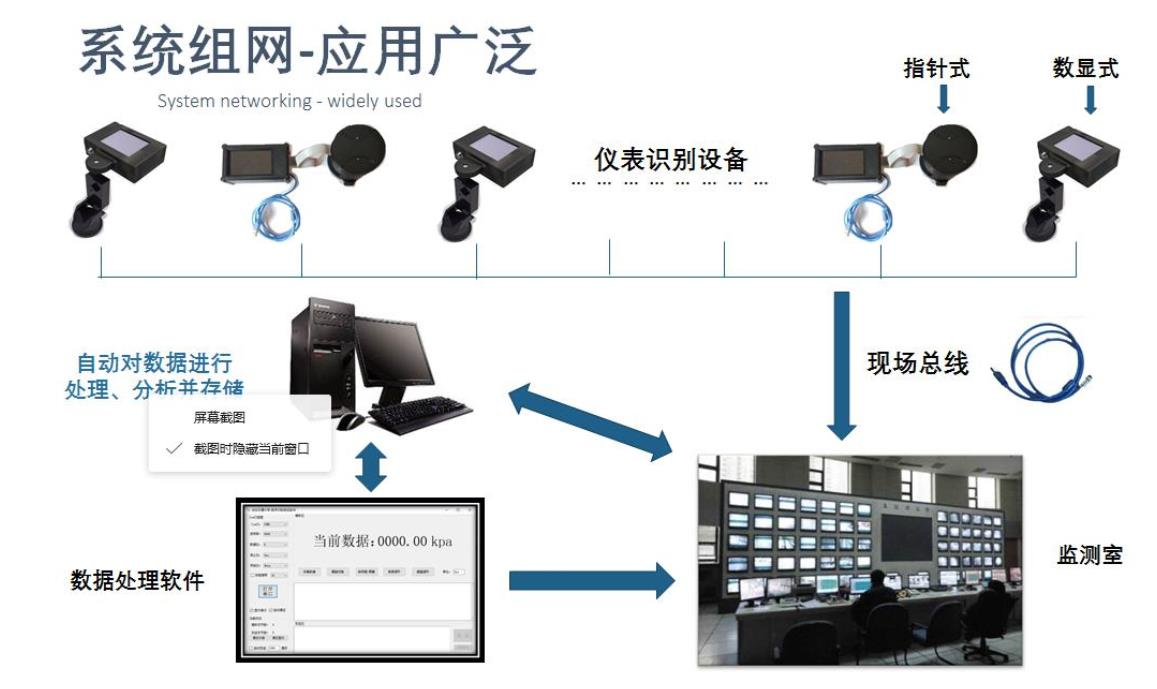 系统组网-应用广泛
System networking - widely used
指针式
数显式
仪表识别设备
... ... ... ... ... ... ... ...
自动对数据进行
处理、分析并存储
屏幕截图
截图时隐藏当前窗口
现场总线
当前数据:0000.00 kpa
数据处理软件
监测室